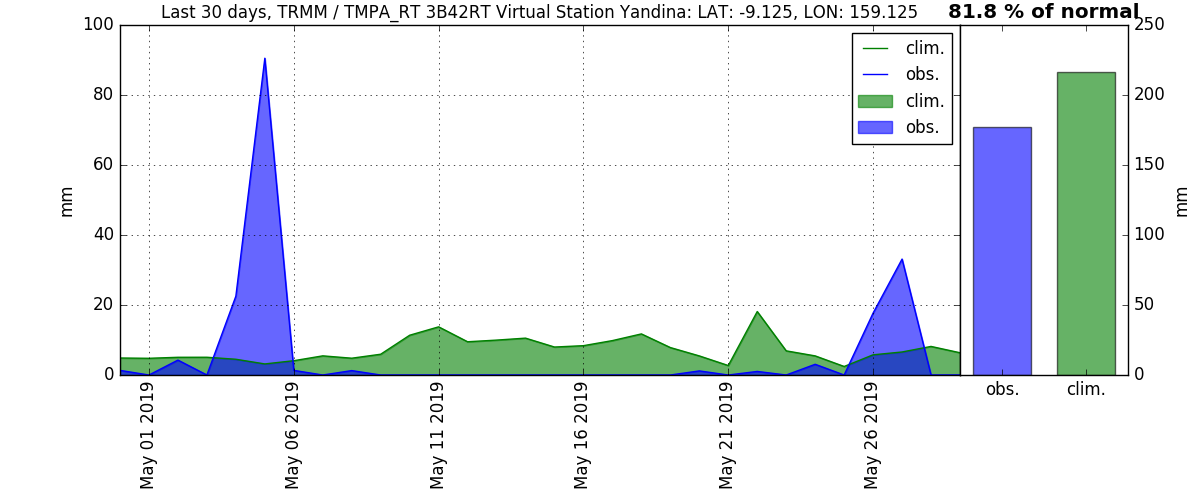 Last 30 days, TRMM / TMPA_RT 3B42RT Virtual Station Yandina: LAT: -9.125, LON: 159.125
81.8 % of normal
100
80
60
40
20
0
mm
clim.
obs.
clim.
obs.
250
200
150
100
50
0
mm
May 01 2019
May 06 2019
May 11 2019
May 16 2019
May 21 2019
May 26 2019
obs.
clim.